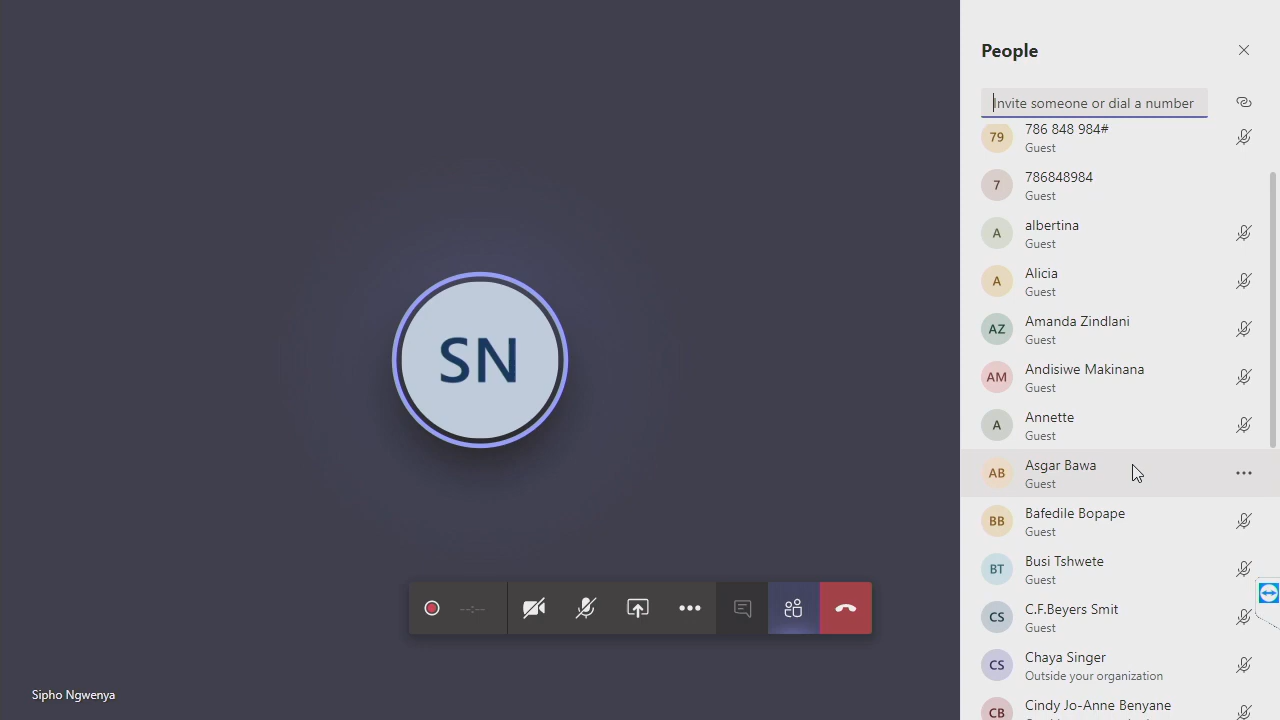 People
Invite someone or dial a number
79
786 848 984#
Guest
7
786848984
Guest
A
albertina
Guest
A
Alicia
Guest
AZ
Amanda Zindlani
Guest
AM
Andisiwe Makinana
Guest
A
Annette
Guest
AB
Asgar Bawa
Guest
BB
Bafedile Bopape
Guest
BT
Busi Tshwete
Guest
CS
C.F.Beyers Smit
Guest
CS
Chaya Singer
Outside your organization
CB
Cindy Jo-Anne Benyane
SN
--:--
Sipho Ngwenya